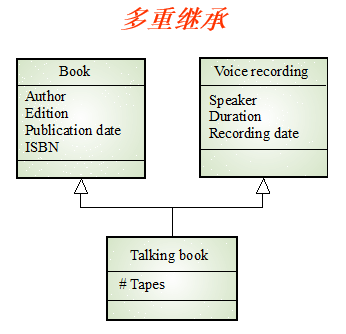 多重继承
Book
Author
Edition
Publication date
ISBN
Voice recording
Speaker
Duration
Recording date
Talking book
# Tapes